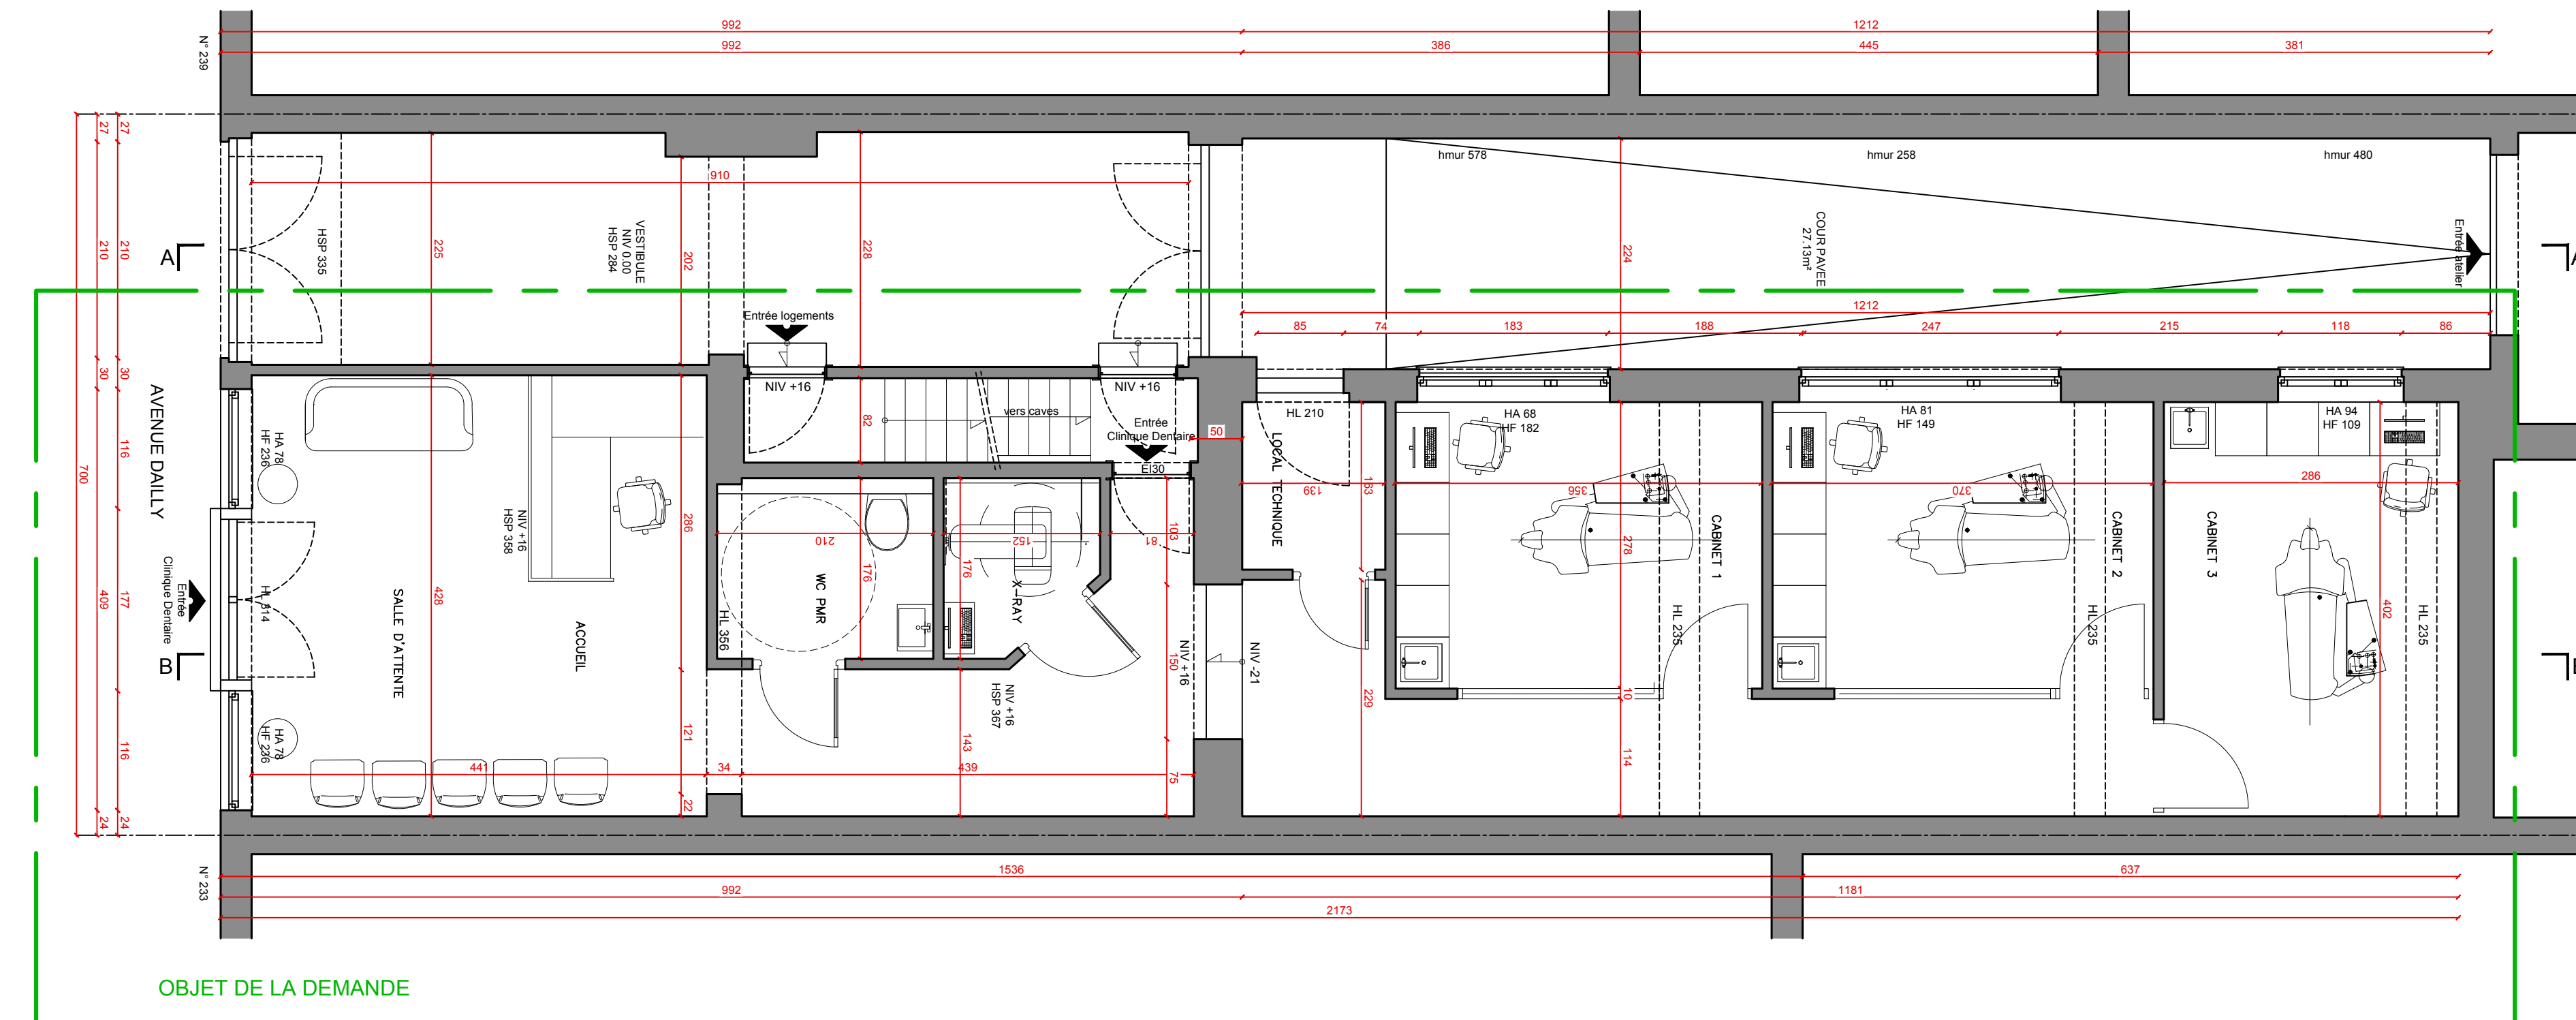 992
1212
992
386
445
381
N° 239
27
27
hmur 578
hmur 258
hmur 480
910
210
210
A
HSP 335
225
VESTIBULE
NIV 0.00
HSP 284
202
228
224
COUR PAVEE
27.13m²
Entrée atelier
A
1212
Entrée logements
85
74
183
188
247
215
118
86
30
30
NIV +16
NIV +16
AVENUE DAILLY
82
vers caves
Entrée
Clinique Dentaire
EI30
50
HL 210
HA 68
HF 182
HA 81
HF 149
HA 94
HF 109
HA 78
HF 236
116
700
LOCAL TECHNIQUE
139
163
356
370
286
NIV +16
HSP 358
286
210
176
152
176
103
81
278
CABINET 1
CABINET 2
CABINET 3
Entrée
Clinique Dentaire
HL 314
409
177
SALLE D'ATTENTE
428
ACCUEIL
HL 356
WC PMR
X-RAY
150
NIV +16
NIV -21
HL 235
HL 235
402
HL 235
B
NIV +16
HSP 367
229
10
HA 78
HF 236
116
121
143
114
441
34
439
75
22
24
24
N° 233
1536
637
992
1181
2173
OBJET DE LA DEMANDE